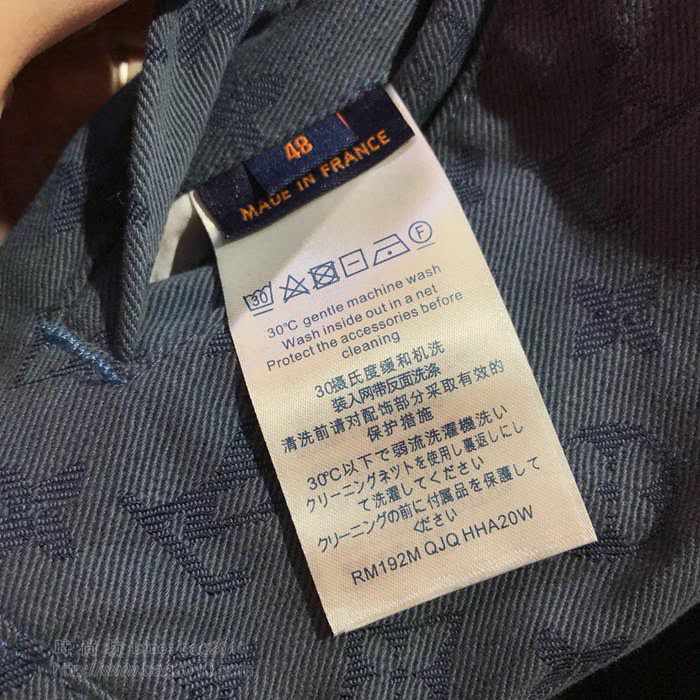 48
MADE IN FRANCE
30
F
30℃ gentle machine wash
Wash inside out in a net
Protect the accessories before
cleaning
30摄氏度缓和机洗
装入网带反面洗涤
清洗前请对配饰部分采取有效的
保护措施
30℃以下で弱流洗濯機洗い
クリーニングネットを使用し裏返しにし
て洗濯してください
クリーニングの前に付属品を保護して
ください
RM192M QJQ HHA20W